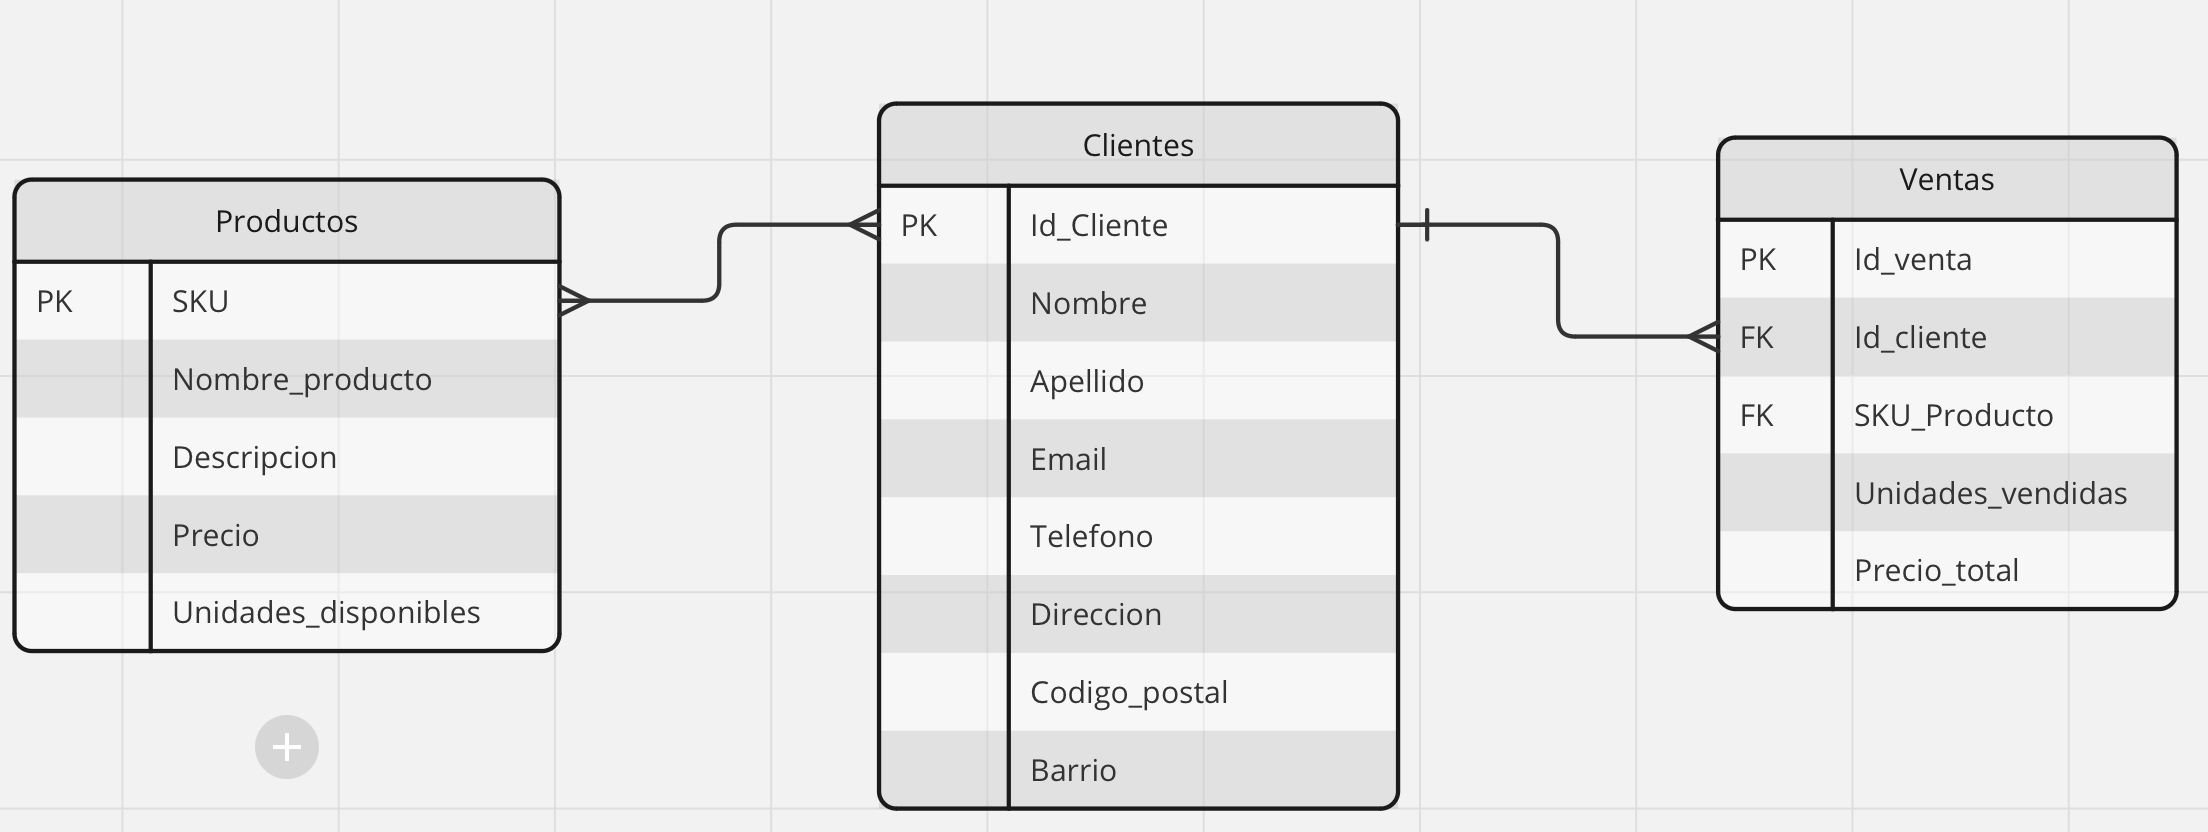 Productos
PK SKU
Nombre_producto
Descripcion
Precio
Unidades_disponibles
Clientes
PK Id_Cliente
Nombre
Apellido
Email
Telefono
Direccion
Codigo_postal
Barrio
Ventas
PK Id_venta
FK Id_cliente
FK SKU_Producto
Unidades_vendidas
Precio_total